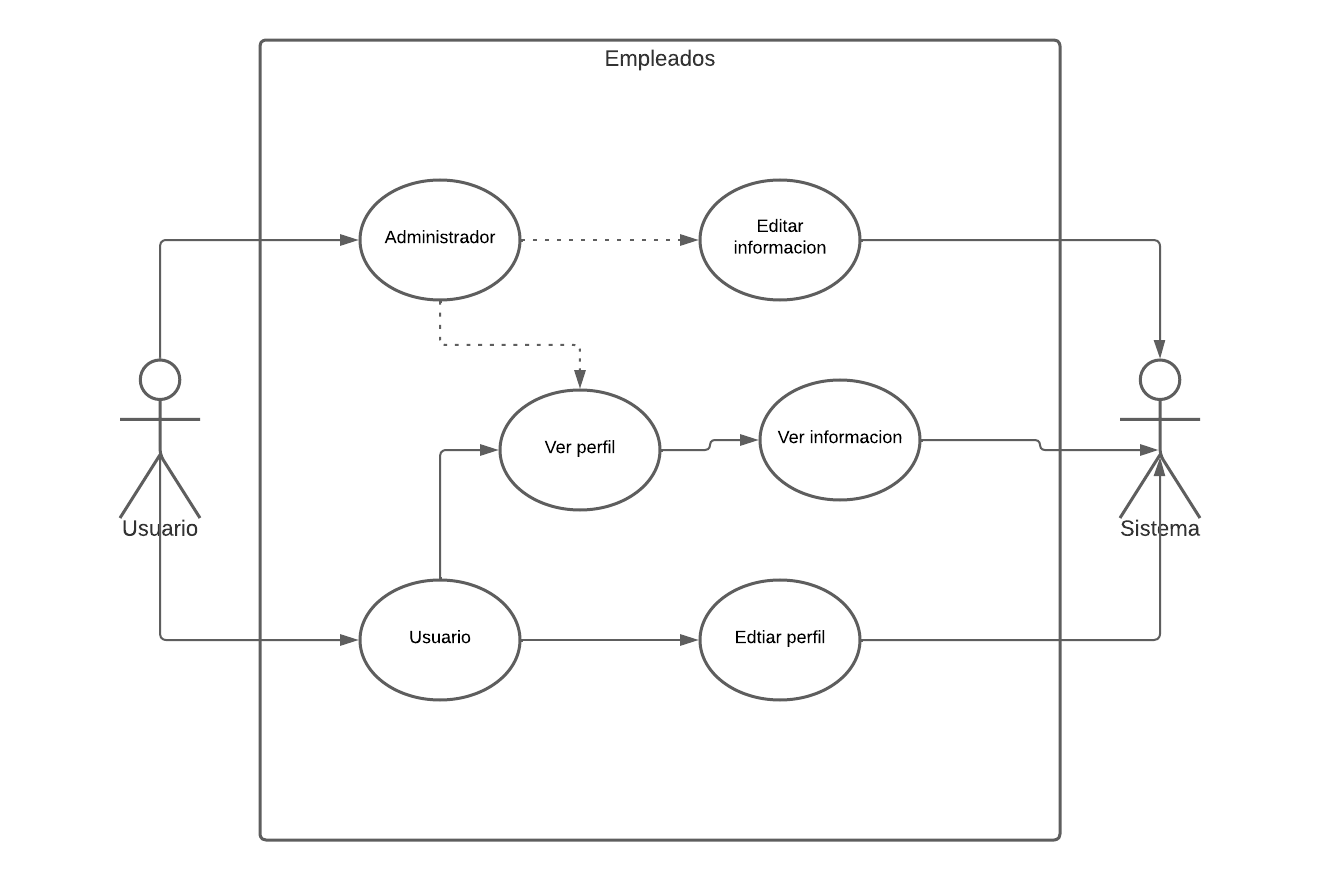 Empleados
Administrador
Editar
informacion
Ver perfil
Ver informacion
Usuario
Sistema
Usuario
Edtiar perfil